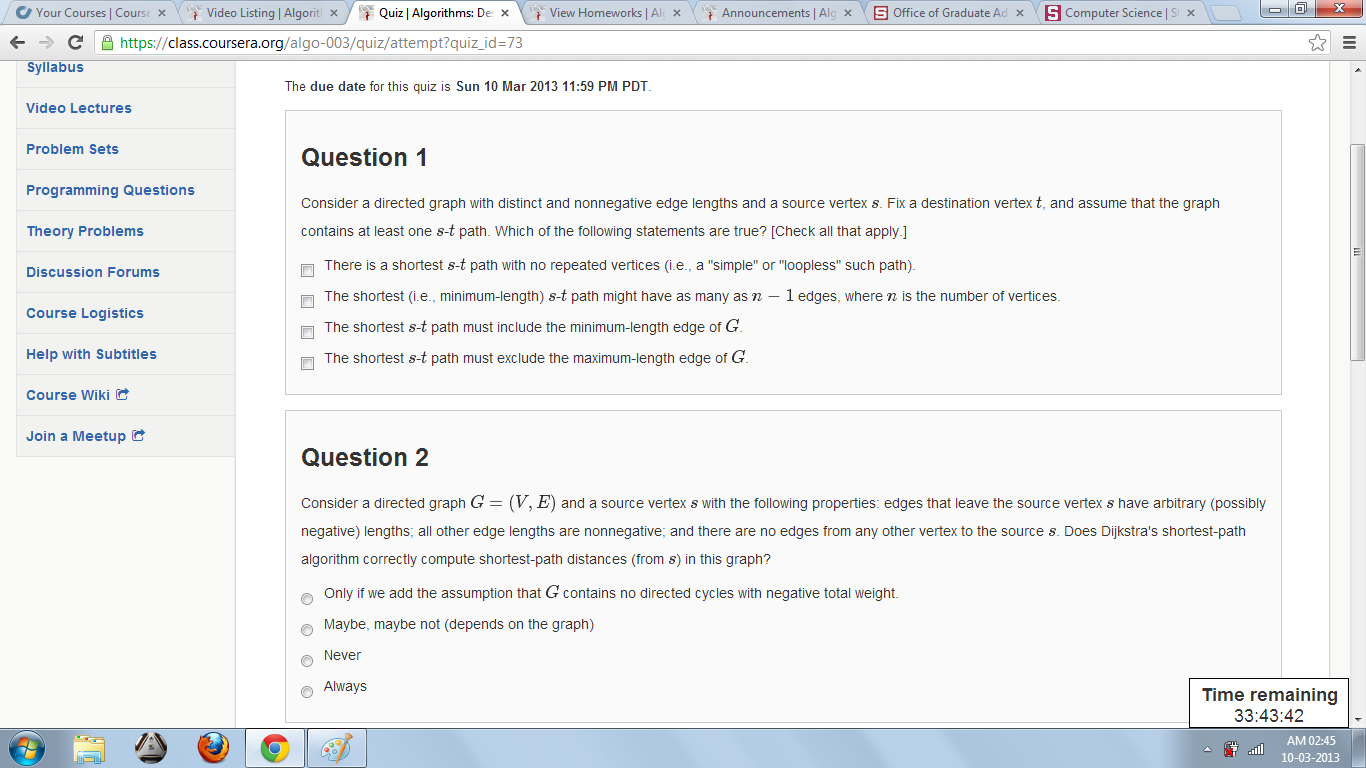 Your Courses | Course
Video Listing | Algorit
Quiz | Algorithms: De
View Homeworks | Al
Announcements | Alg
Office of Graduate Ad
Computer Science | S
https://class.coursera.org/algo-003/quiz/attempt?quiz_id=73
Syllabus
Video Lectures
Problem Sets
Programming Questions
Theory Problems
Discussion Forums
Course Logistics
Help with Subtitles
Course Wiki
Join a Meetup
The due date for this quiz is Sun 10 Mar 2013 11:59 PM PDT.
Question 1
Consider a directed graph with distinct and nonnegative edge lengths and a source vertex s. Fix a destination vertex t, and assume that the graph
contains at least one s-t path. Which of the following statements are true? [Check all that apply.]
There is a shortest s-t path with no repeated vertices (i.e., a "simple" or "loopless" such path).
The shortest (i.e., minimum-length) s-t path might have as many as n − 1 edges, where n is the number of vertices.
The shortest s-t path must include the minimum-length edge of G.
The shortest s-t path must exclude the maximum-length edge of G.
Question 2
Consider a directed graph G = (V, E) and a source vertex s with the following properties: edges that leave the source vertex s have arbitrary (possibly
negative) lengths; all other edge lengths are nonnegative; and there are no edges from any other vertex to the source s. Does Dijkstra's shortest-path
algorithm correctly compute shortest-path distances (from s) in this graph?
Only if we add the assumption that G contains no directed cycles with negative total weight.
Maybe, maybe not (depends on the graph)
Never
Always
Time remaining
33:43:42
AM 02:45
10-03-2013